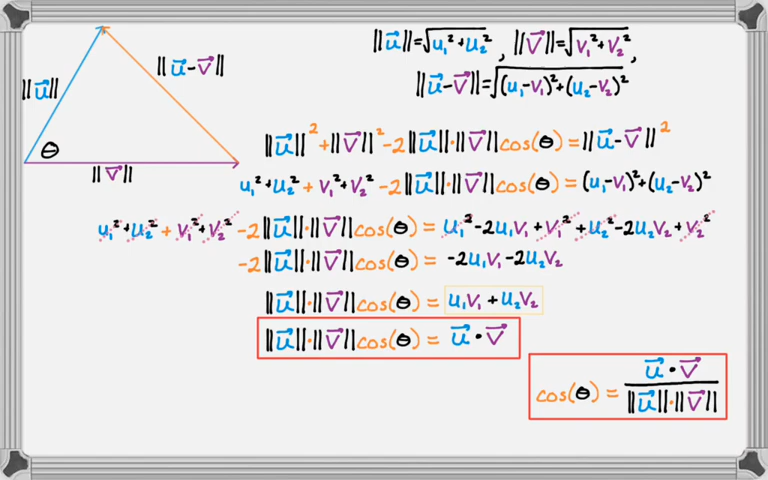 ||u⃗|| = √(u₁² + u₂²) , ||v⃗|| = √(v₁² + v₂²) ,
||u⃗ - v⃗|| = √((u₁ - v₁)² + (u₂ - v₂)²)
||u⃗||
||u⃗ - v⃗||
θ
||v⃗||
||u⃗||² + ||v⃗||² - 2||u⃗||·||v⃗||cos(θ) = ||u⃗ - v⃗||²
u₁² + u₂² + v₁² + v₂² - 2||u⃗||·||v⃗||cos(θ) = (u₁ - v₁)² + (u₂ - v₂)²
u₁² + u₂² + v₁² + v₂² - 2||u⃗||·||v⃗||cos(θ) = u₁² - 2u₁v₁ + v₁² + u₂² - 2u₂v₂ + v₂²
-2||u⃗||·||v⃗||cos(θ) = -2u₁v₁ - 2u₂v₂
||u⃗||·||v⃗||cos(θ) = u₁v₁ + u₂v₂
||u⃗||·||v⃗||cos(θ) = u⃗ · v⃗
cos(θ) = (u⃗ · v⃗) / (||u⃗||·||v⃗||)